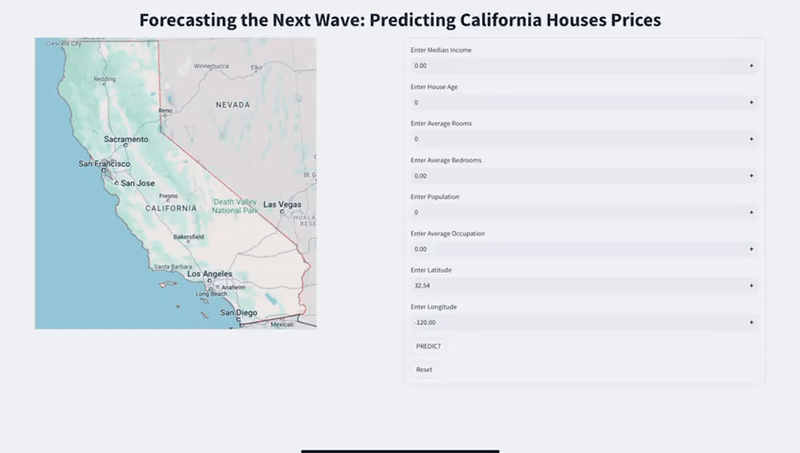 Forecasting the Next Wave: Predicting California Houses Prices
Crescent City
Redding
Winnemucca
Elko
NEVADA
Reno
Sacramento
San Francisco
San Jose
Fresno
CALIFORNIA
Death Valley
National Park
Las Vegas
Bakersfield
Santa Barbara
Los Angeles
Anaheim
Long Beach
San Diego
Mexicali
Enter Median Income
0.00
Enter House Age
0
Enter Average Rooms
0
Enter Average Bedrooms
0.00
Enter Population
0
Enter Average Occupation
0.00
Enter Latitude
32.54
Enter Longitude
-120.00
PREDICT
Reset